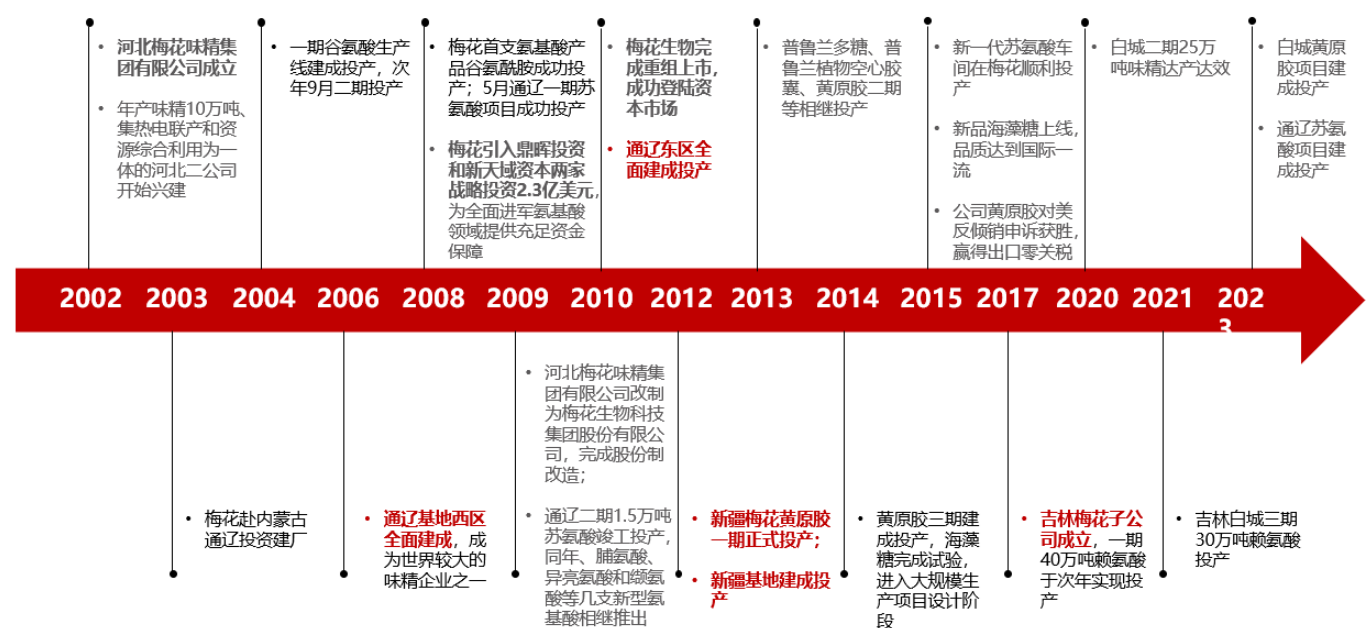 • 河北梅花味精集
团有限公司成立
• 年产味精10万吨、
集热电联产和资
源综合利用为一
体的河北二公司
开始兴建
• 一期谷氨酸生产
线建成投产，次
年9月二期投产
• 梅花首支氨基酸产
品谷氨酰胺成功投
产；5月通辽一期苏
氨酸项目成功投产
• 梅花引入鼎晖投资
和新天域资本两家
战略投资2.3亿美元，
为全面进军氨基酸
领域提供充足资金
保障
• 梅花生物完
成重组上市，
成功登陆资
本市场
• 通辽东区全
面建成投产
• 普鲁兰多糖、普
鲁兰植物空心胶
囊、黄原胶二期
等相继投产
• 新一代苏氨酸车
间在梅花顺利投
产
• 新品海藻糖上线，
品质达到国际一
流
• 公司黄原胶对美
反倾销申诉获胜，
赢得出口零关税
• 白城二期25万
吨味精达产达效
• 白城黄原
胶项目建
成投产
• 通辽苏氨
酸项目建
成投产
2002 2003 2004 2006 2008 2009 2010 2012 2013 2014 2015 2017 2020 2021 202
3
• 梅花赴内蒙古
通辽投资建厂
• 通辽基地西区
全面建成，成
为世界较大的
味精企业之一
• 河北梅花味精集
团有限公司改制
为梅花生物科技
集团股份有限公
司，完成股份制
改造；
• 通辽二期1.5万吨
苏氨酸竣工投产，
同年、脯氨酸、
异亮氨酸和缬氨
酸等几支新型氨
基酸相继推出
• 新疆梅花黄原胶
一期正式投产；
• 新疆基地建成投
产
• 黄原胶三期建
成投产，海藻
糖完成试验，
进入大规模生
产项目设计阶
段
• 吉林梅花子公
司成立，一期
40万吨赖氨酸
于次年实现投
产
• 吉林白城三期
30万吨赖氨酸
投产